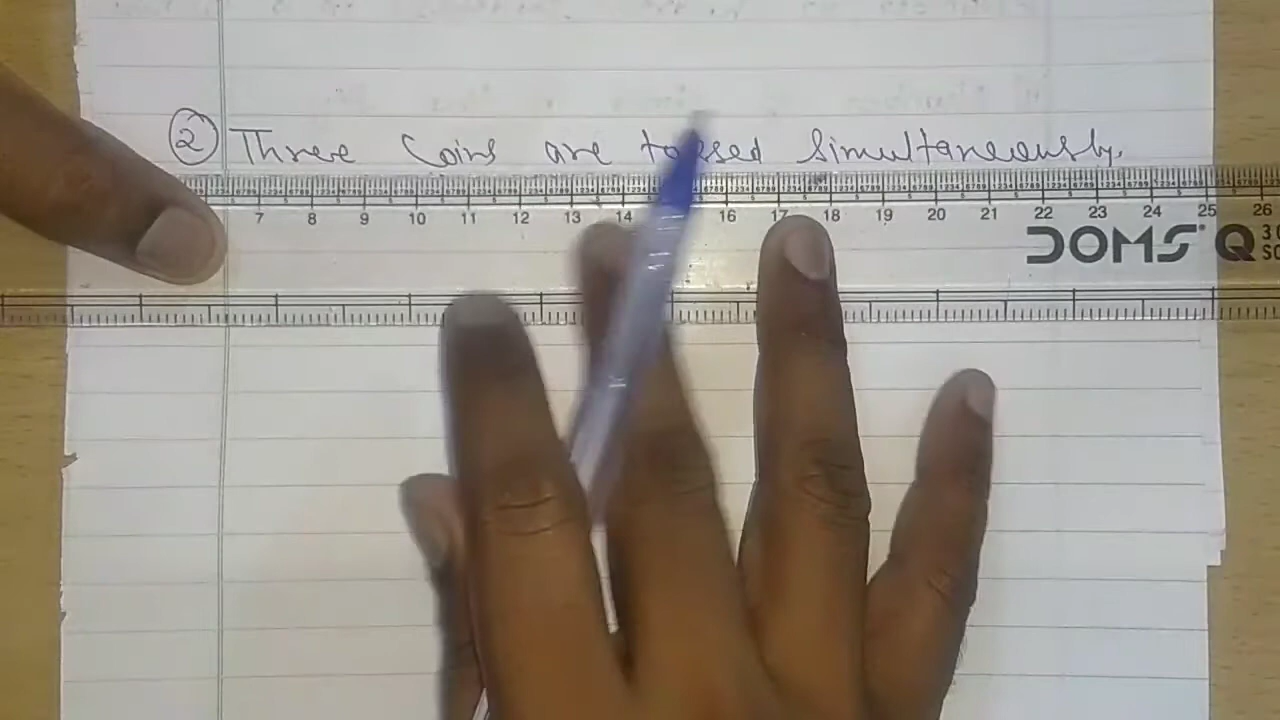 ② Three Coins are tossed Simultaneously.
7 8 9 10 11 12 13 14 16 17 18 19 20 21 22 23 24 25 26
DOMS Q